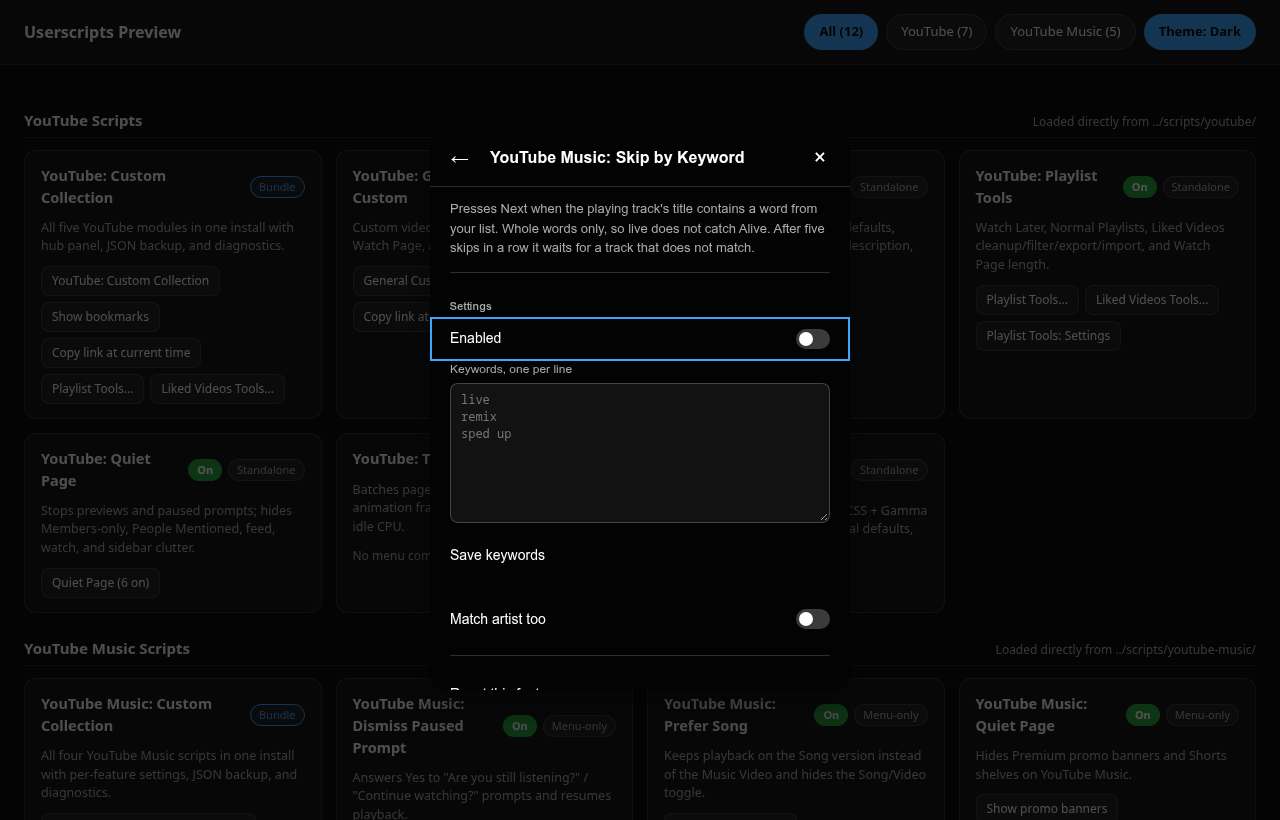 Userscripts Preview
All (12)
YouTube (7)
YouTube Music (5)
Theme: Dark
YouTube Scripts
Loaded directly from ../scripts/youtube/
YouTube: Custom
Collection
Bundle
All five YouTube modules in one install with
hub panel, JSON backup, and diagnostics.
YouTube: Custom Collection
Show bookmarks
Copy link at current time
Playlist Tools...
Liked Videos Tools...
Custom
Custom
Watch Page,
General
Copy link at
Standalone
YouTube: Playlist
Tools
On
Standalone
Watch Later, Normal Playlists, Liked Videos
cleanup/filter/export/import, and Watch
Page length.
Playlist Tools...
Liked Videos Tools...
Playlist Tools: Settings
YouTube: Quiet
Page
On
Standalone
Stops previews and paused prompts; hides
Members-only, People Mentioned, feed,
watch, and sidebar clutter.
Quiet Page (6 on)
YouTube:
Batches
animation
idle CPU.
No menu
Standalone
CSS + Gamma
defaults,
← YouTube Music: Skip by Keyword ×
Presses Next when the playing track's title contains a word from
your list. Whole words only, so live does not catch Alive. After five
skips in a row it waits for a track that does not match.
Settings
Enabled
Keywords, one per line
live
remix
sped up
Save keywords
Match artist too
YouTube Music Scripts
Loaded directly from ../scripts/youtube-music/
YouTube Music: Custom
Collection
Bundle
All four YouTube Music scripts in one install
with per-feature settings, JSON backup, and
diagnostics.
YouTube Music:
Dismiss Paused
Prompt
On
Menu-only
Answers Yes to "Are you still listening?" /
"Continue watching?" prompts and resumes
playback.
YouTube Music:
Prefer Song
On
Menu-only
Keeps playback on the Song version instead
of the Music Video and hides the Song/Video
toggle.
YouTube Music:
Quiet Page
On
Menu-only
Hides Premium promo banners and Shorts
shelves on YouTube Music.
Show promo banners